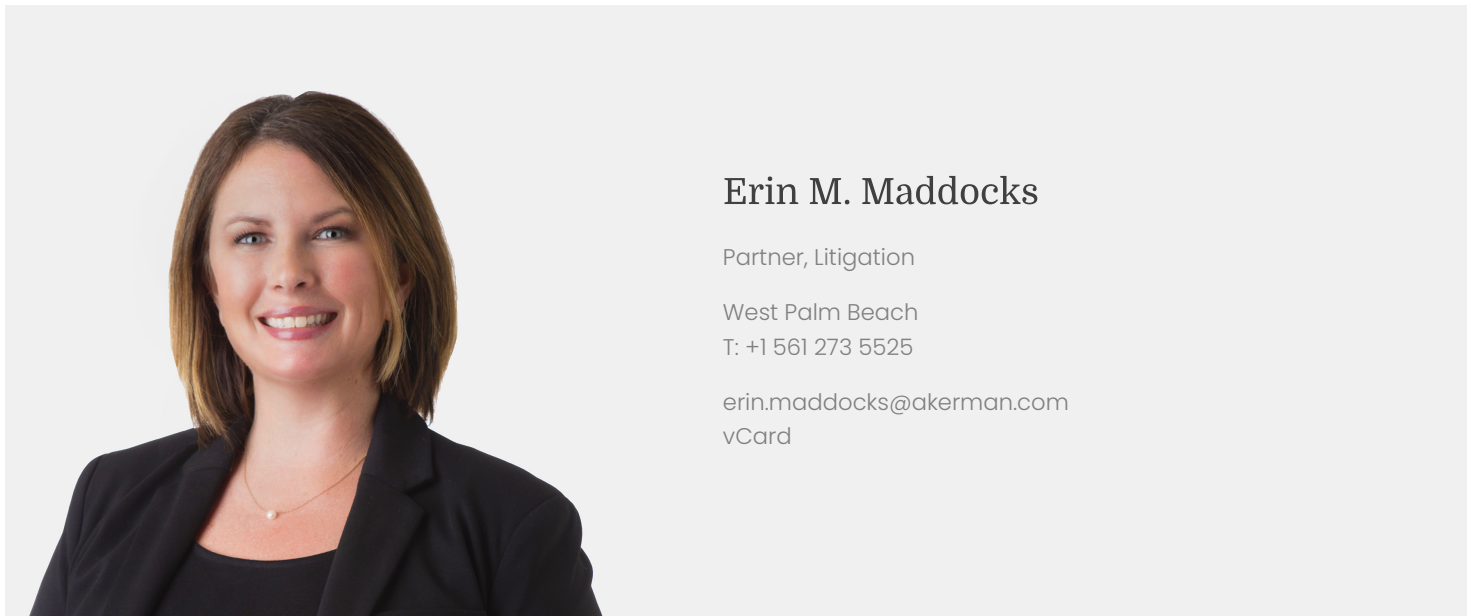 Erin M. Maddocks
Partner, Litigation
West Palm Beach
T: +1 561 273 5525
erin.maddocks@akerman.com
vCard